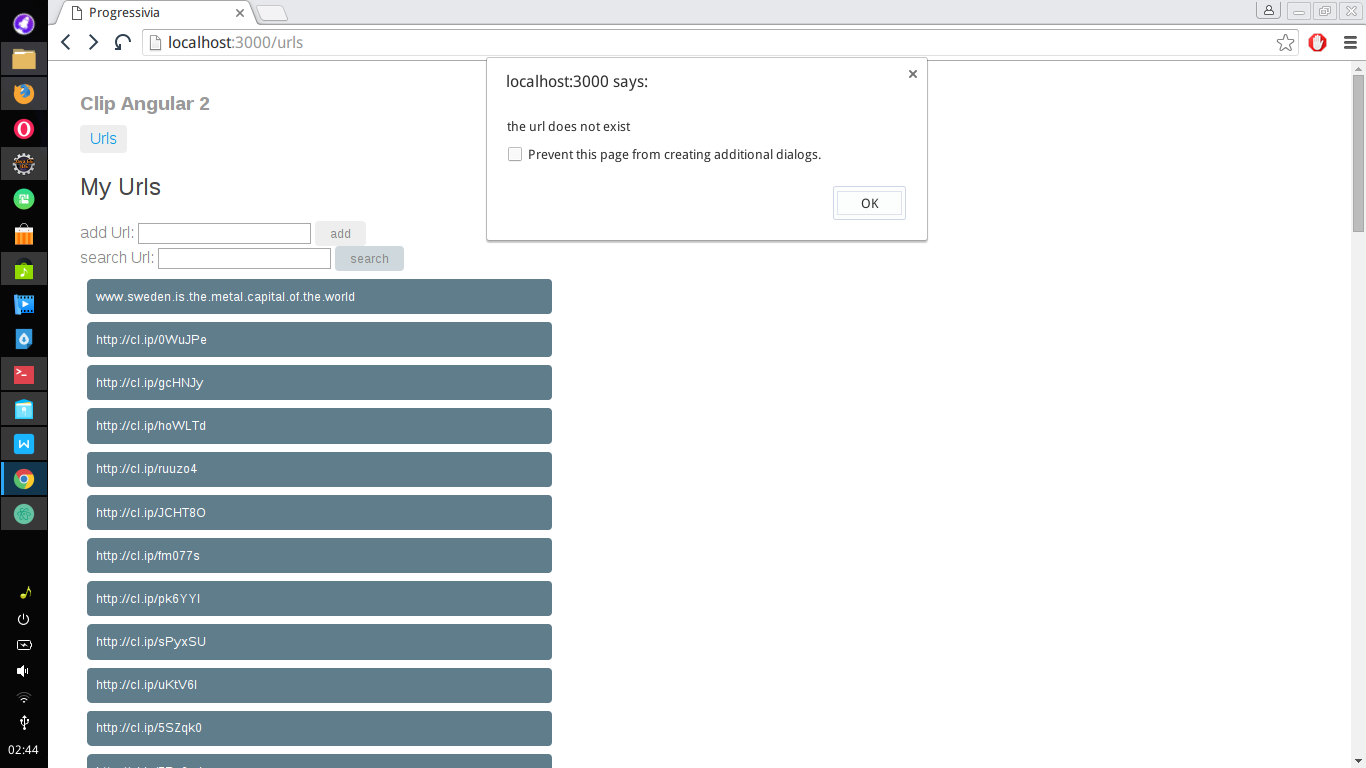 Progressivia
localhost:3000/urls
localhost:3000 says:
the url does not exist
Prevent this page from creating additional dialogs.
OK
Clip Angular 2
Urls
My Urls
add Url: add
search Url: search
www.sweden.is.the.metal.capital.of.the.world
http://cl.ip/0WuJPe
http://cl.ip/gcHNJy
http://cl.ip/hoWLTd
http://cl.ip/ruuzo4
http://cl.ip/JCHT8O
http://cl.ip/fm077s
http://cl.ip/pk6YYI
http://cl.ip/sPyxSU
http://cl.ip/uKtV6I
http://cl.ip/5SZqk0
02:44